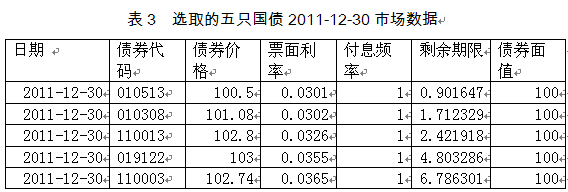 表 3 选取的五只国债 2011-12-30 市场数据
日期 债券代码 债券价格 票面利率 付息频率 剩余期限 债券面值
2011-12-30 010513 100.5 0.0301 1 0.901647 100
2011-12-30 010308 101.08 0.0302 1 1.712329 100
2011-12-30 110013 102.8 0.0326 1 2.421918 100
2011-12-30 019122 103 0.0355 1 4.803286 100
2011-12-30 110003 102.74 0.0365 1 6.786301 100